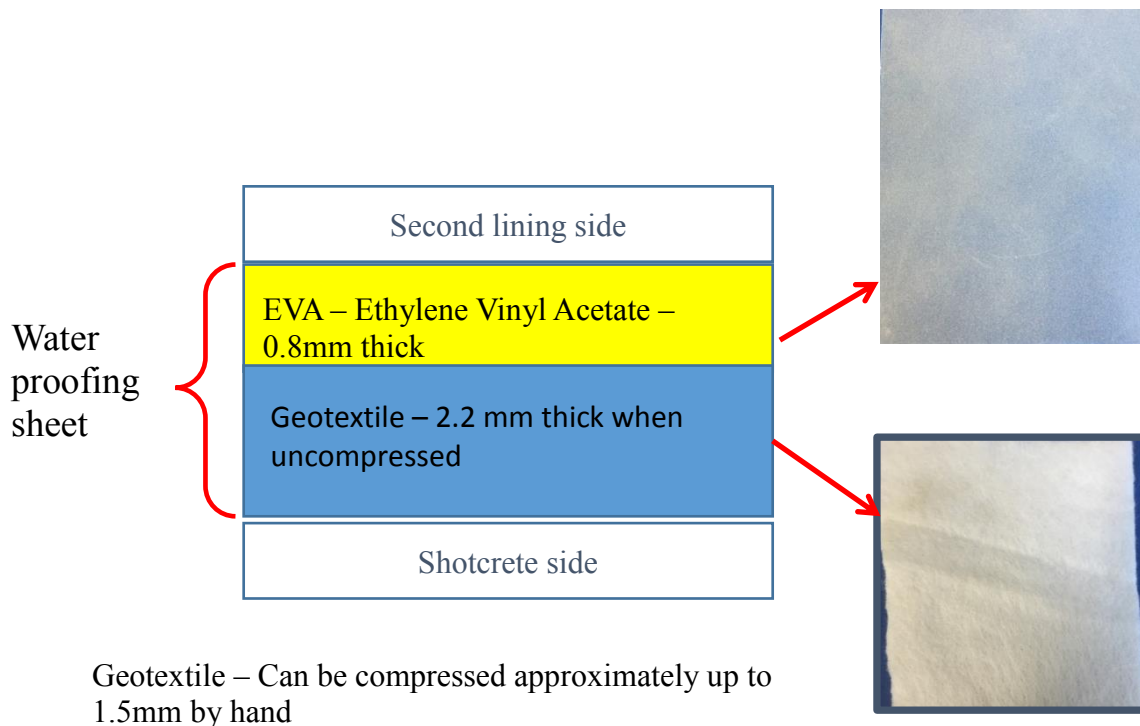 Second lining side
EVA – Ethylene Vinyl Acetate –
0.8mm thick
Water
proofing
sheet
Geotextile – 2.2 mm thick when
uncompressed
Shotcrete side
Geotextile – Can be compressed approximately up to
1.5mm by hand